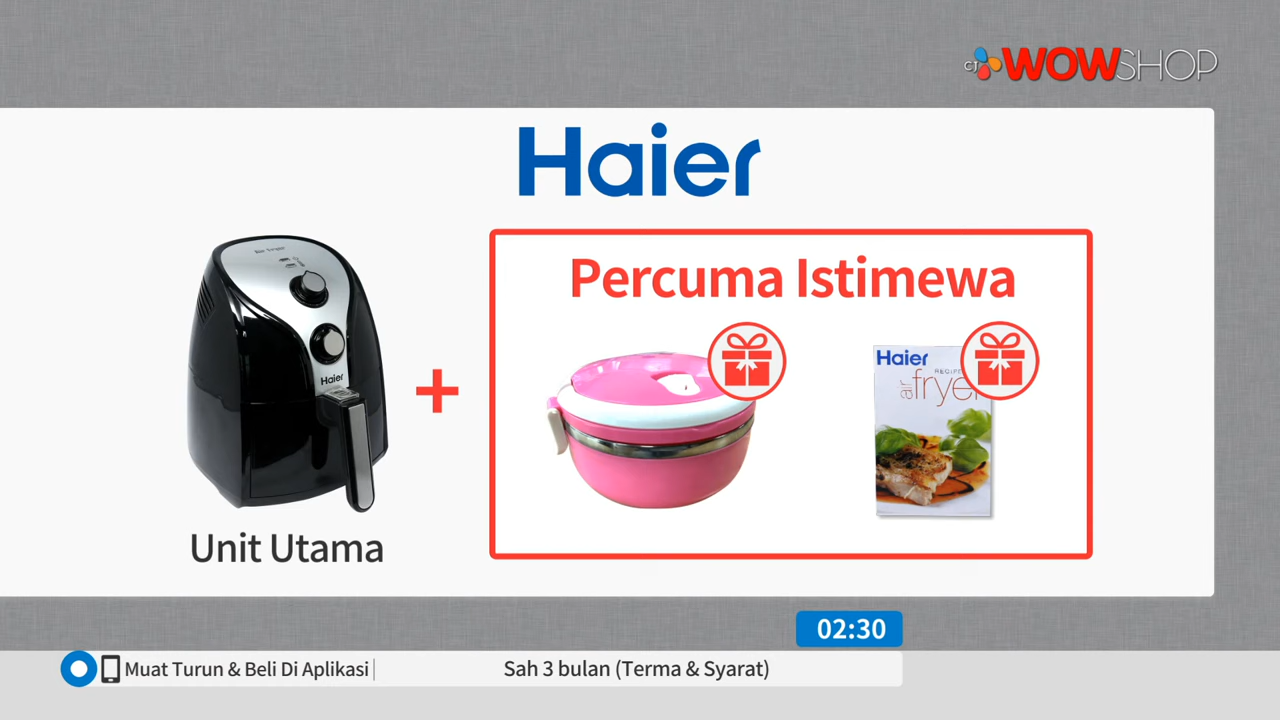 CJ WOWSHOP
Haier
Percuma Istimewa
Haier
Haier
air
fryer
Unit Utama
02:30
Muat Turun & Beli Di Aplikasi
Sah 3 bulan (Terma & Syarat)